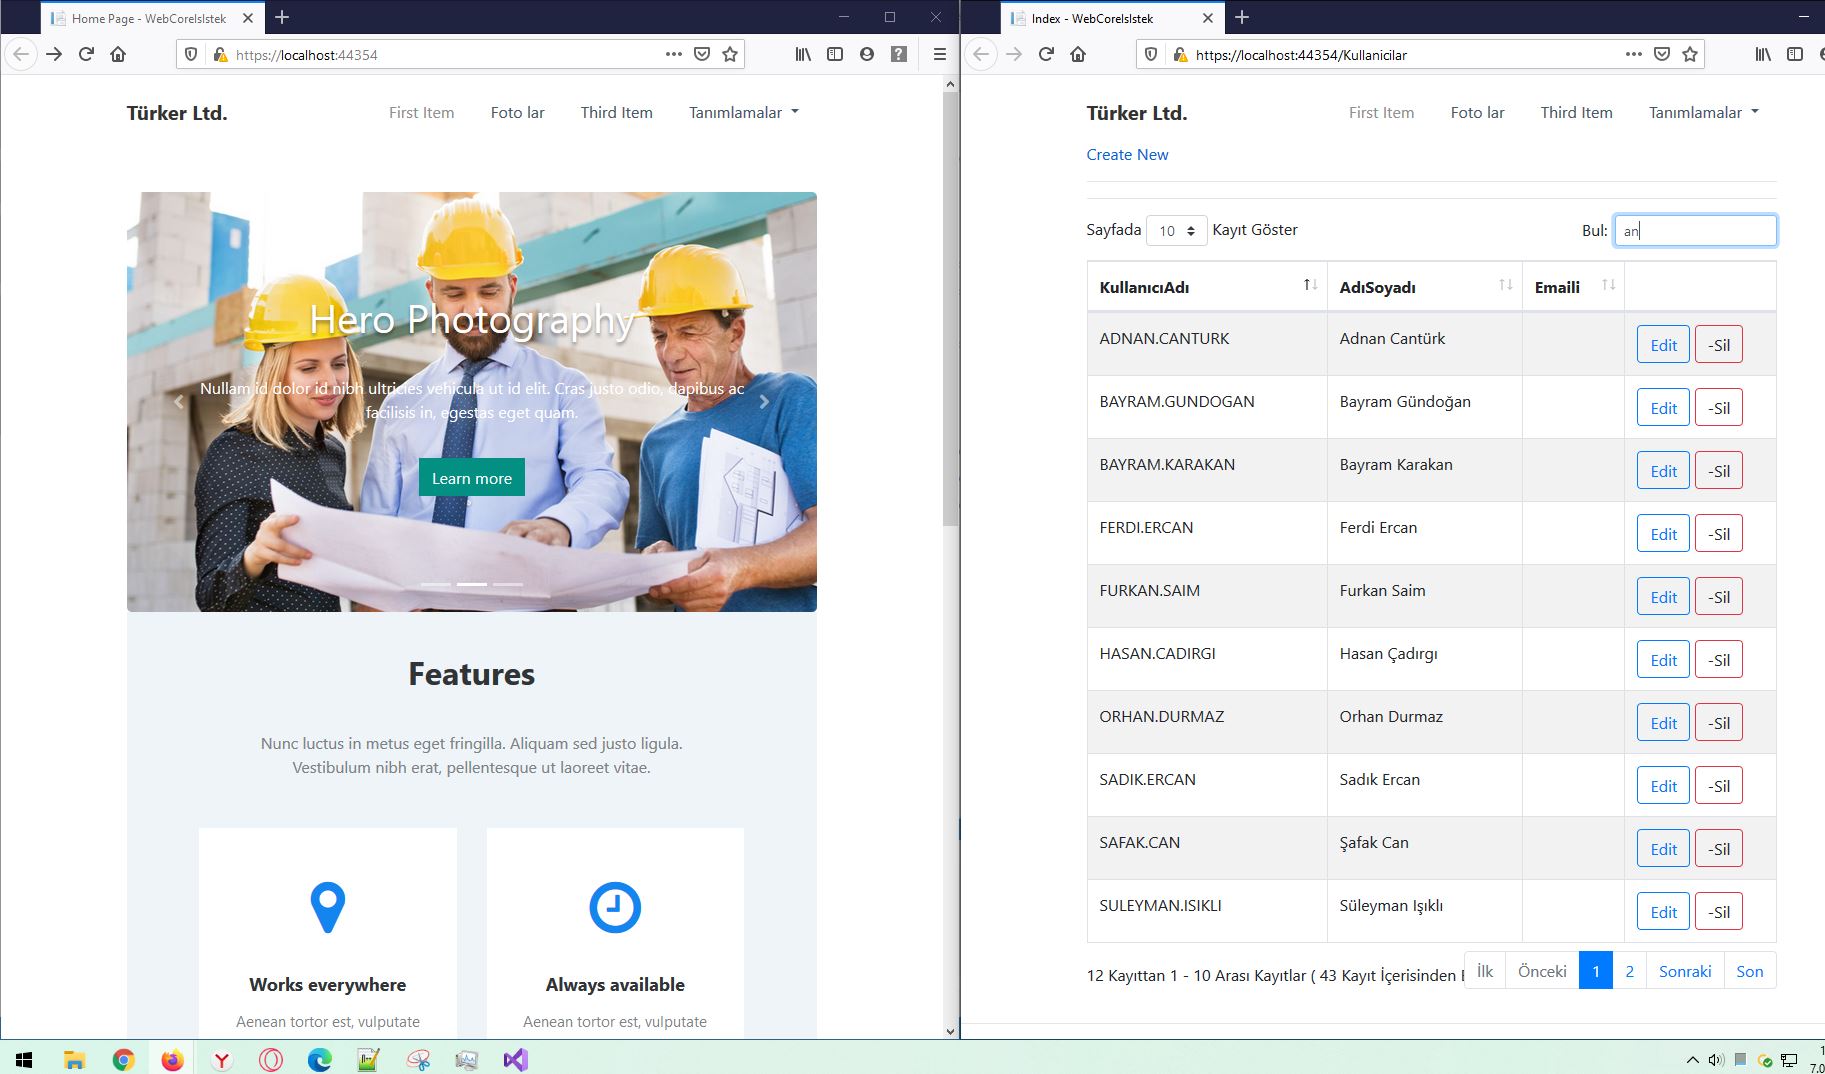 Home Page - WebCoreIsIstek
https://localhost:44354
Türker Ltd.
First Item
Foto lar
Third Item
Tanımlamalar
Hero Photography
Nullam id dolor id nibh ultricies vehicula ut id elit. Cras justo odio, dapibus ac
facilisis in, egestas eget quam.
Learn more
Features
Nunc luctus in metus eget fringilla. Aliquam sed justo ligula.
Vestibulum nibh erat, pellentesque ut laoreet vitae.
Works everywhere
Aenean tortor est, vulputate
Always available
Aenean tortor est, vulputate
Index - WebCoreIsIstek
https://localhost:44354/Kullanicilar
Türker Ltd.
First Item
Foto lar
Third Item
Tanımlamalar
Create New
Sayfada 10 Kayıt Göster
Bul: an
KullanıcıAdı AdıSoyadı Emaili
ADNAN.CANTURK Adnan Cantürk Edit -Sil
BAYRAM.GUNDOGAN Bayram Gündoğan Edit -Sil
BAYRAM.KARAKAN Bayram Karakan Edit -Sil
FERDI.ERCAN Ferdi Ercan Edit -Sil
FURKAN.SAIM Furkan Saim Edit -Sil
HASAN.CADIRGI Hasan Çadırgı Edit -Sil
ORHAN.DURMAZ Orhan Durmaz Edit -Sil
SADIK.ERCAN Sadık Ercan Edit -Sil
SAFAK.CAN Şafak Can Edit -Sil
SULEYMAN.ISIKLI Süleyman Işıklı Edit -Sil
12 Kayıttan 1 - 10 Arası Kayıtlar ( 43 Kayıt İçerisinden
İlk Önceki 1 2 Sonraki Son